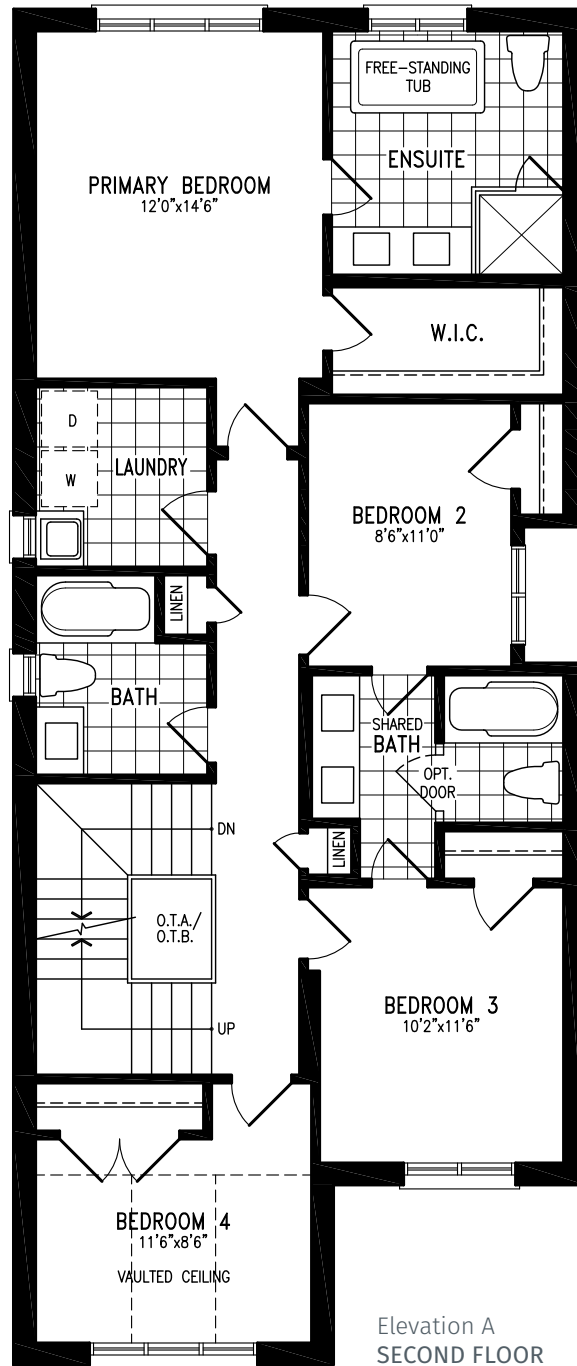 FREE-STANDING
TUB
ENSUITE
PRIMARY BEDROOM
12'0"x14'6"
W.I.C.
D
W
LAUNDRY
BEDROOM 2
8'6"x11'0"
LINEN
BATH
SHARED
BATH
OPT.
DOOR
DN
LINEN
O.T.A./
O.T.B.
UP
BEDROOM 3
10'2"x11'6"
BEDROOM 4
11'6"x8'6"
VAULTED CEILING
Elevation A
SECOND FLOOR